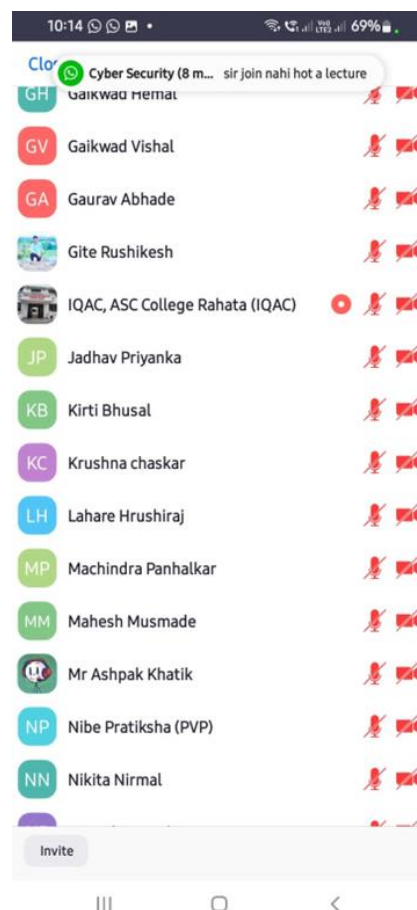 10:14 69%
Clo Cyber Security (8 m... sir join nahi hot a lecture
GH Gaikwad Hemal
GV Gaikwad Vishal
GA Gaurav Abhade
Gite Rushikesh
IQAC, ASC College Rahata (IQAC)
JP Jadhav Priyanka
KB Kirti Bhusal
KC Krushna chaskar
LH Lahare Hrushiraj
MP Machindra Panhalkar
MM Mahesh Musmade
Mr Ashpak Khatik
NP Nibe Pratiksha (PVP)
NN Nikita Nirmal
Invite